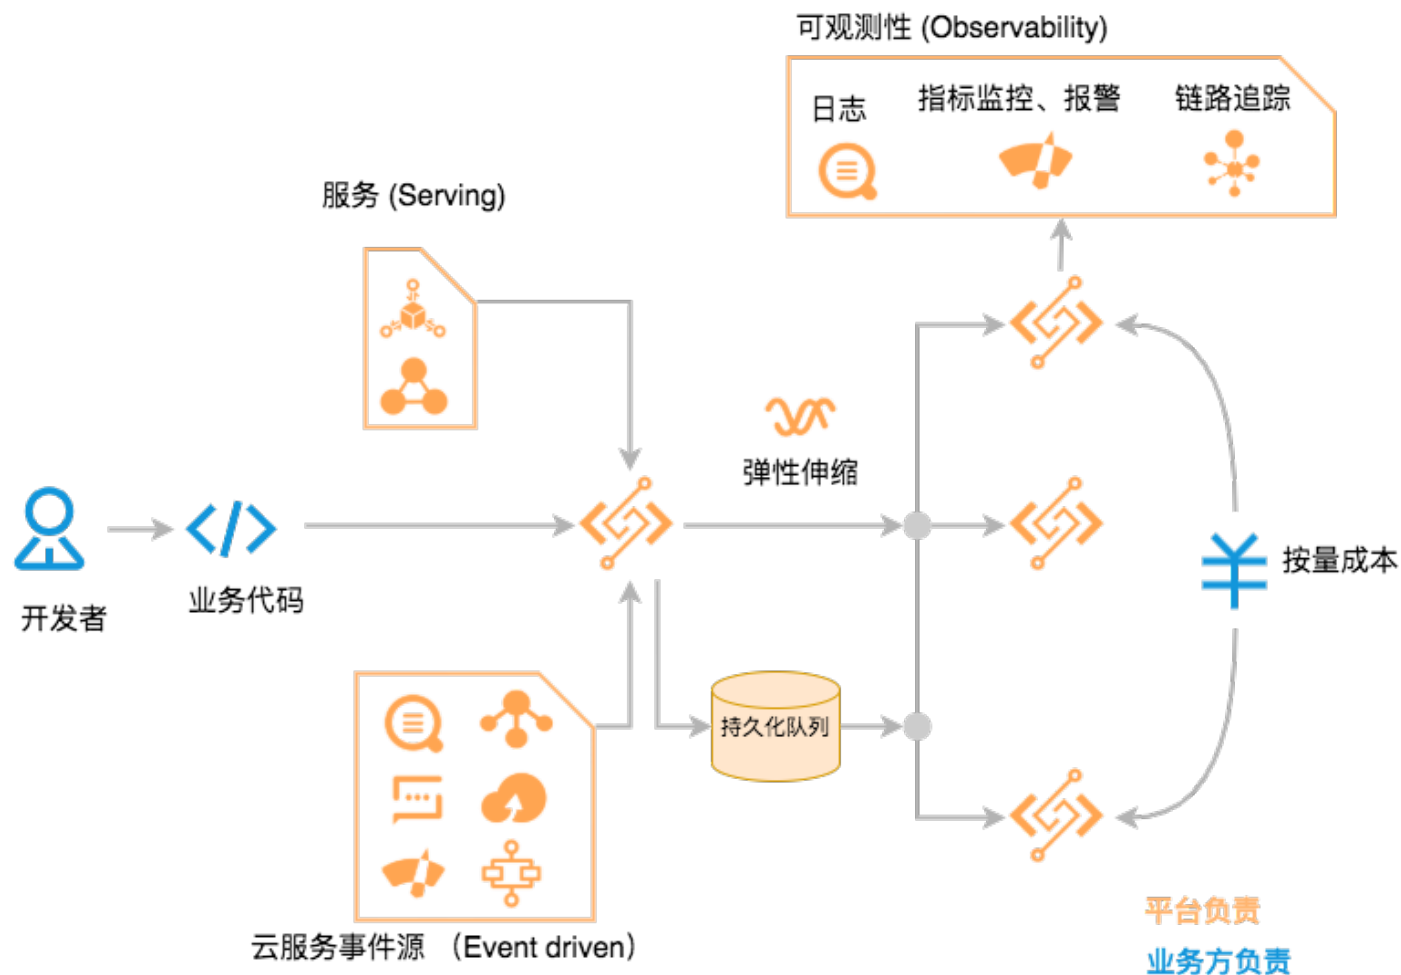 可观测性 (Observability)
日志
指标监控、报警
链路追踪
服务 (Serving)
弹性伸缩
开发者
业务代码
按量成本
持久化队列
云服务事件源 （Event driven）
平台负责
业务方负责